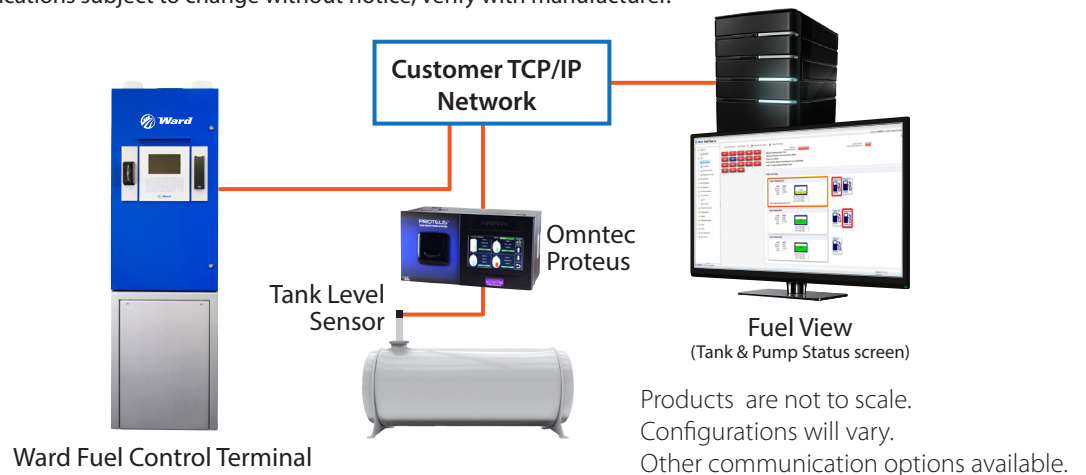 ications subject to change without notice, verify with manufacturer.
Customer TCP/IP
Network
Ward
PROTEUS
Omntec
Proteus
Tank Level
Sensor
Fuel View
(Tank & Pump Status screen)
Products are not to scale.
Configurations will vary.
Other communication options available.
Ward Fuel Control Terminal